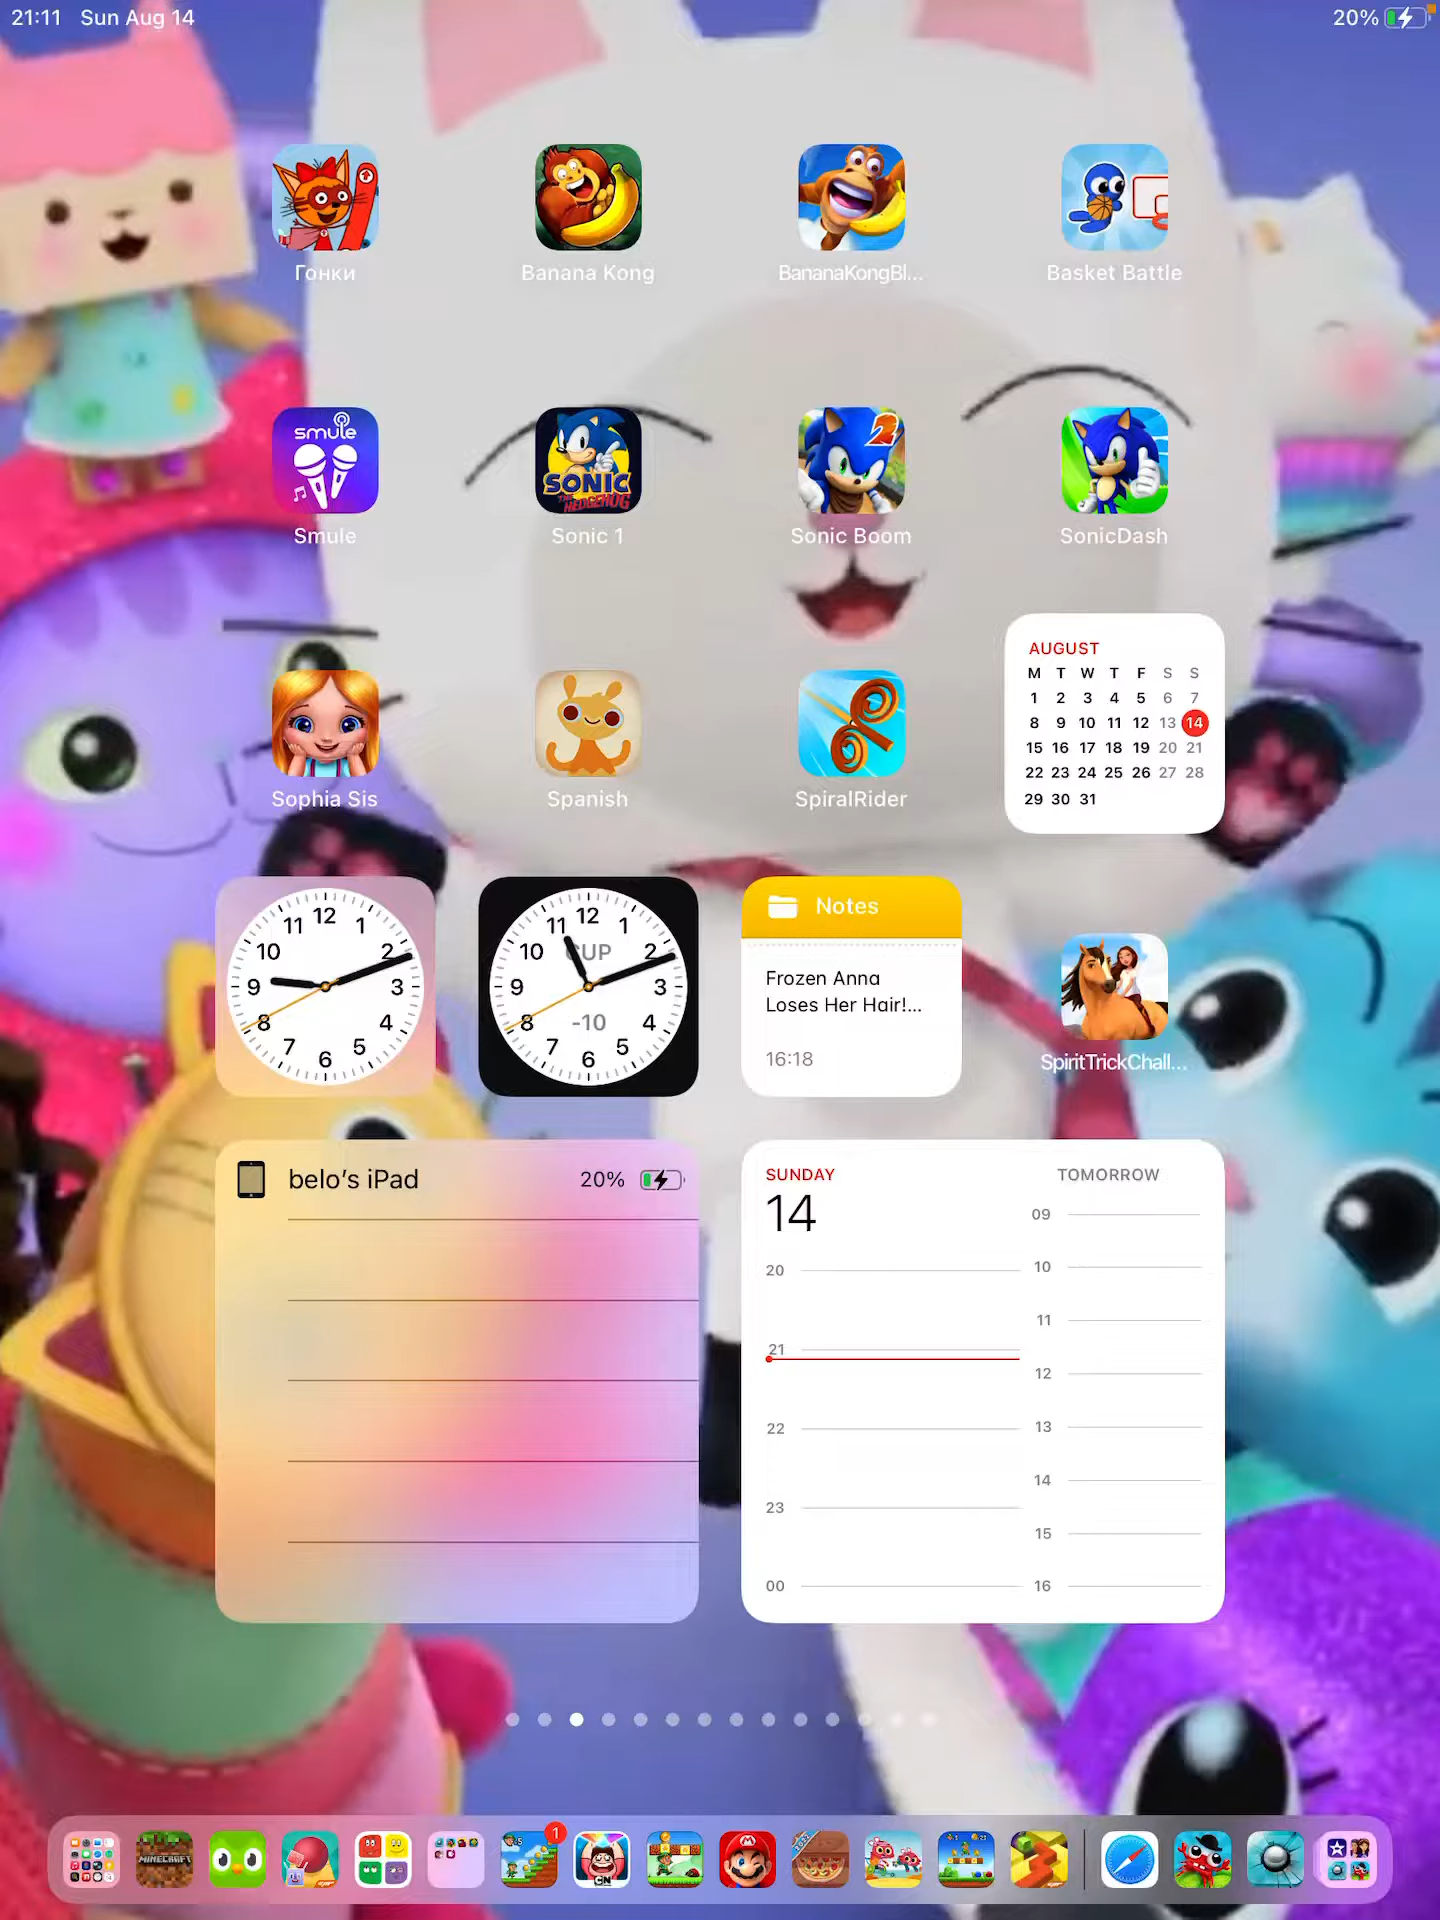 21:11 Sun Aug 14
20%
Гонки
Banana Kong
BananaKongBl...
Basket Battle
smule
SONIC
THE HEDGEHOG
2
Smule
Sonic 1
Sonic Boom
SonicDash
Sophia Sis
Spanish
SpiralRider
AUGUST
M T W T F S S
1 2 3 4 5 6 7
8 9 10 11 12 13 14
15 16 17 18 19 20 21
22 23 24 25 26 27 28
29 30 31
12 1 2 3 4 5 6 7 8 9 10 11
12 1 2 3 4 5 6 7 8 9 10 11
CUP
-10
Notes
Frozen Anna
Loses Her Hair!...
16:18
SpiritTrickChall...
belo's iPad
20%
SUNDAY
14
20
21
22
23
00
TOMORROW
09
10
11
12
13
14
15
16
MINECRAFT
1
CN